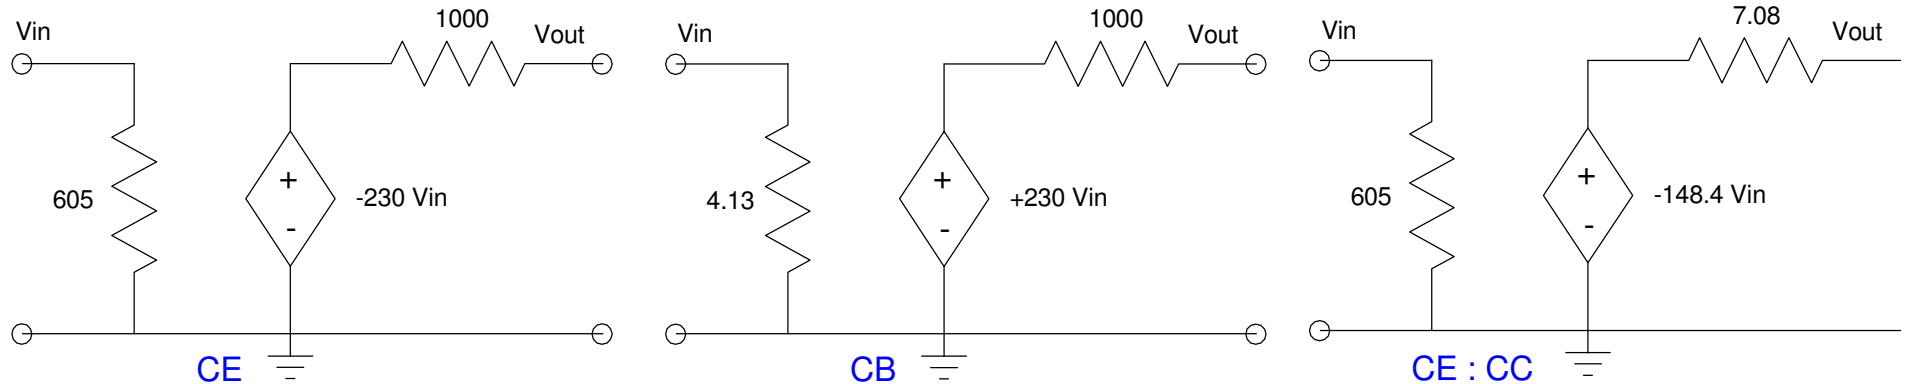 1000
Vin
Vout
605
+
-
-230 Vin
CE
1000
Vin
Vout
4.13
+
-
+230 Vin
CB
7.08
Vin
Vout
605
+
-
-148.4 Vin
CE : CC